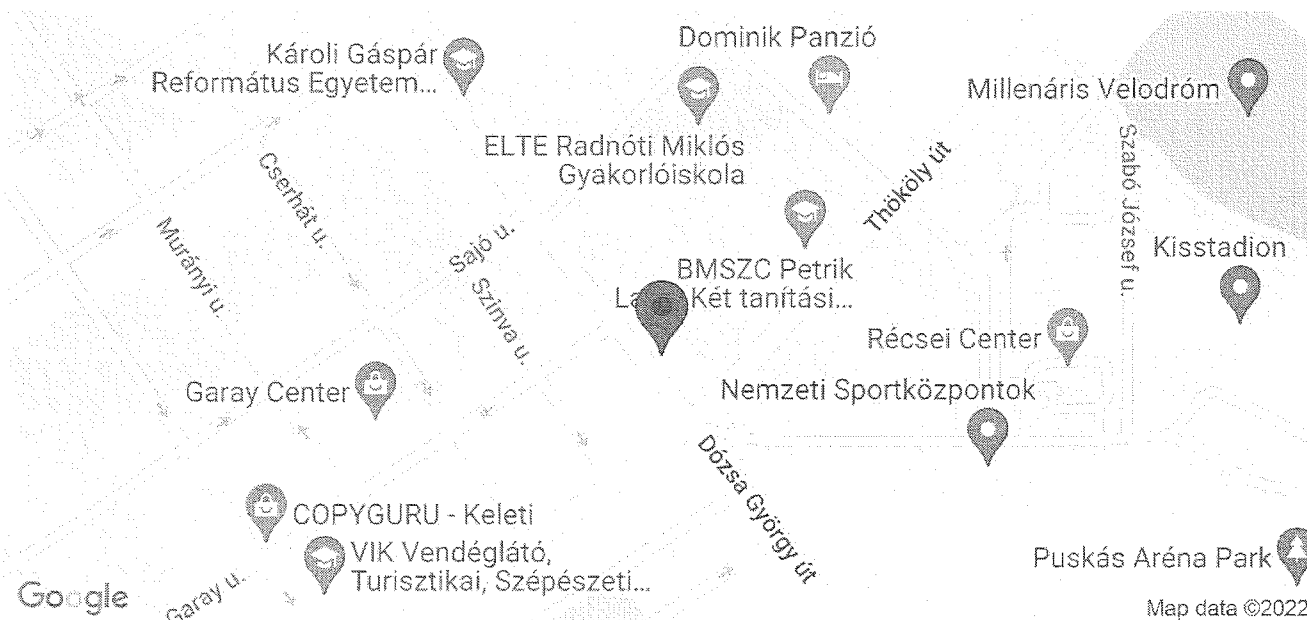 Károli Gáspár
Református Egyetem...
Dominik Panzió
Millenáris Velodróm
ELTE Radnóti Miklós
Gyakorlóiskola
Cserhát u.
Murányi u.
Sajó u.
Szinva u.
Thököly út
Szabó József u.
Kisstadion
BMSZC Petrik
Két tanítási...
Récsei Center
Garay Center
Nemzeti Sportközpontok
Dózsa György út
COPYGURU - Keleti
VIK Vendéglátó,
Turisztikai, Szépészeti...
Puskás Aréna Park
Garay u.
Google
Map data ©2022